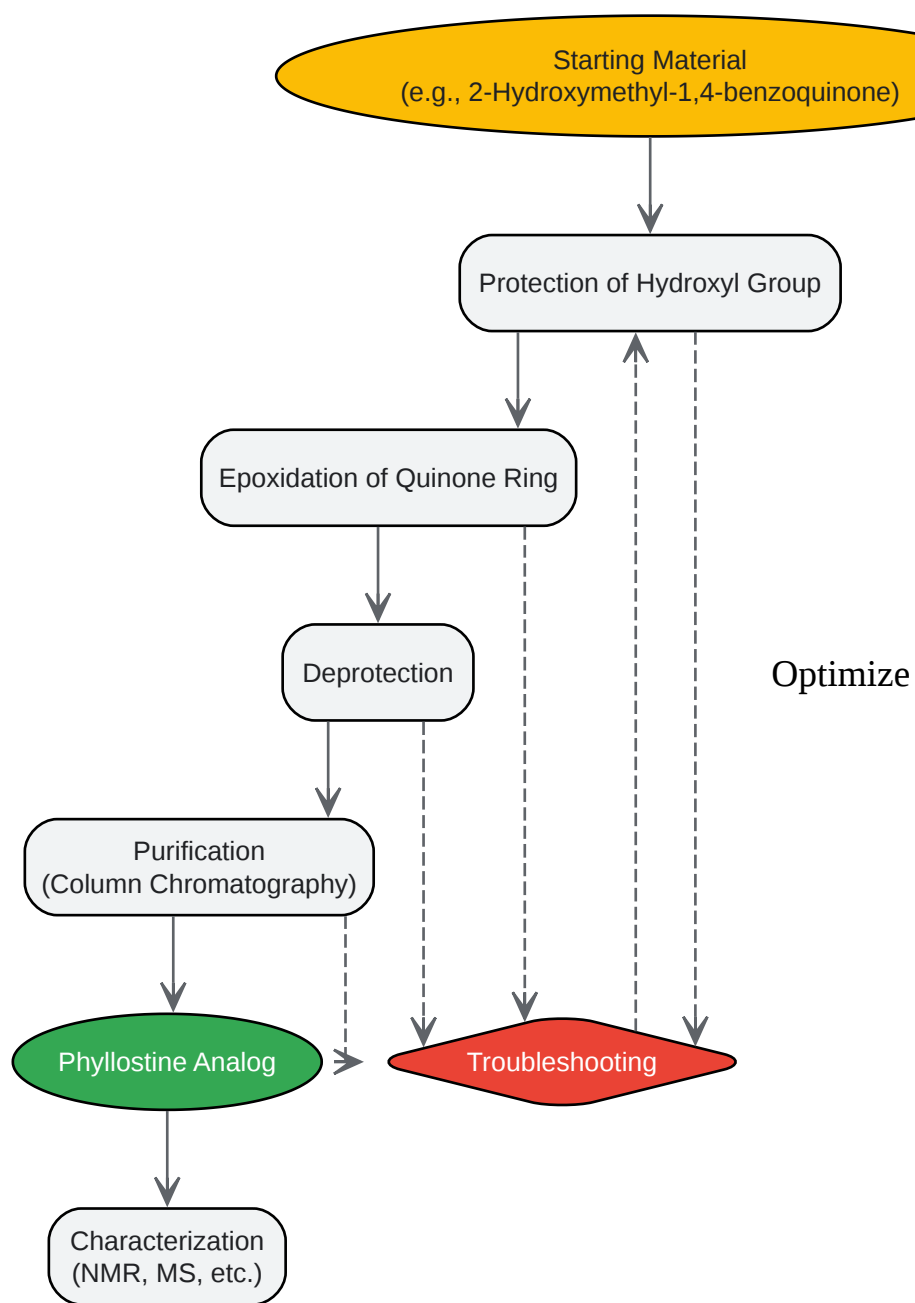 Starting Material
(e.g., 2-Hydroxymethyl-1,4-benzoquinone)
Protection of Hydroxyl Group
Epoxidation of Quinone Ring
Deprotection
Optimize
Purification
(Column Chromatography)
Phyllostine Analog
Troubleshooting
Characterization
(NMR, MS, etc.)